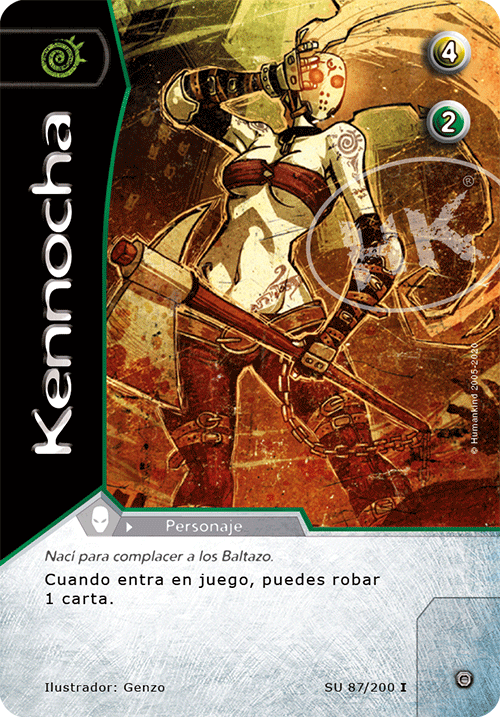 4
2
Kennocha
HK
®
© Humankind 2005-2020
Personaje
Naci para complacer a los Baltazo.
Cuando entra en juego, puedes robar
1 carta.
Ilustrador: Genzo
SU 87/200 I